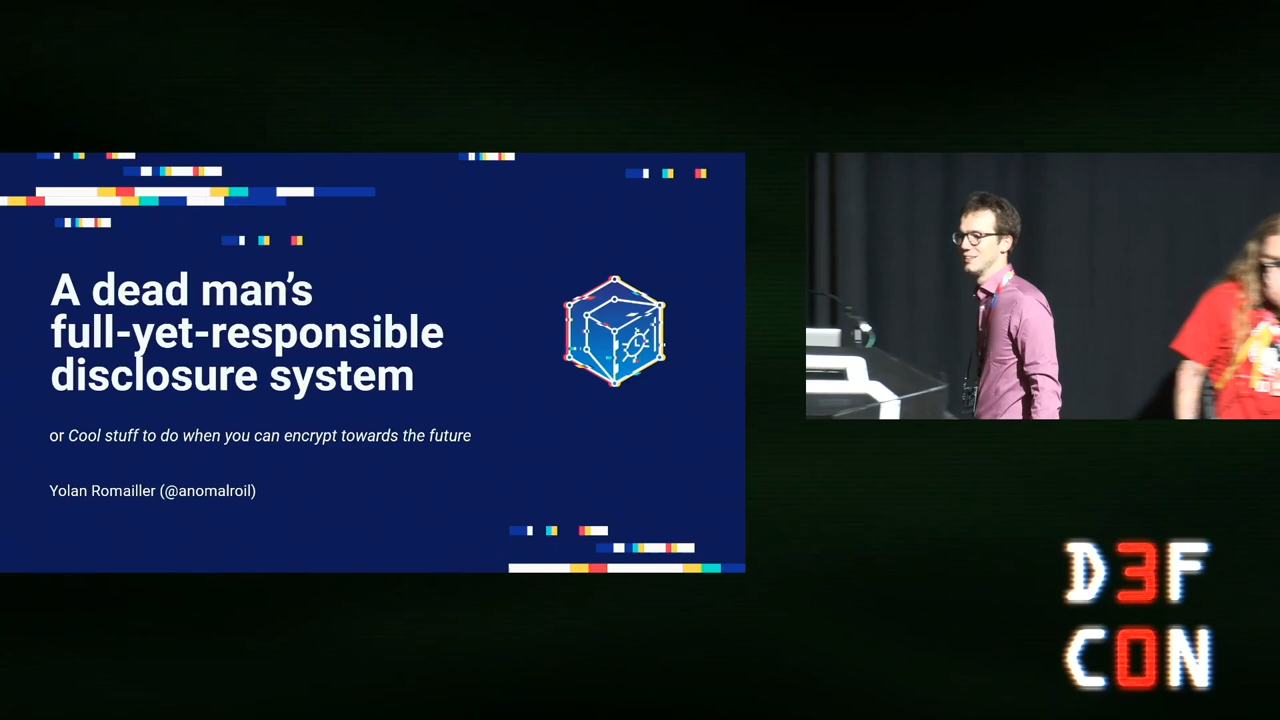 A dead man's
full-yet-responsible
disclosure system
or Cool stuff to do when you can encrypt towards the future
Yolan Romailler (@anomalroil)
D3F
C0N